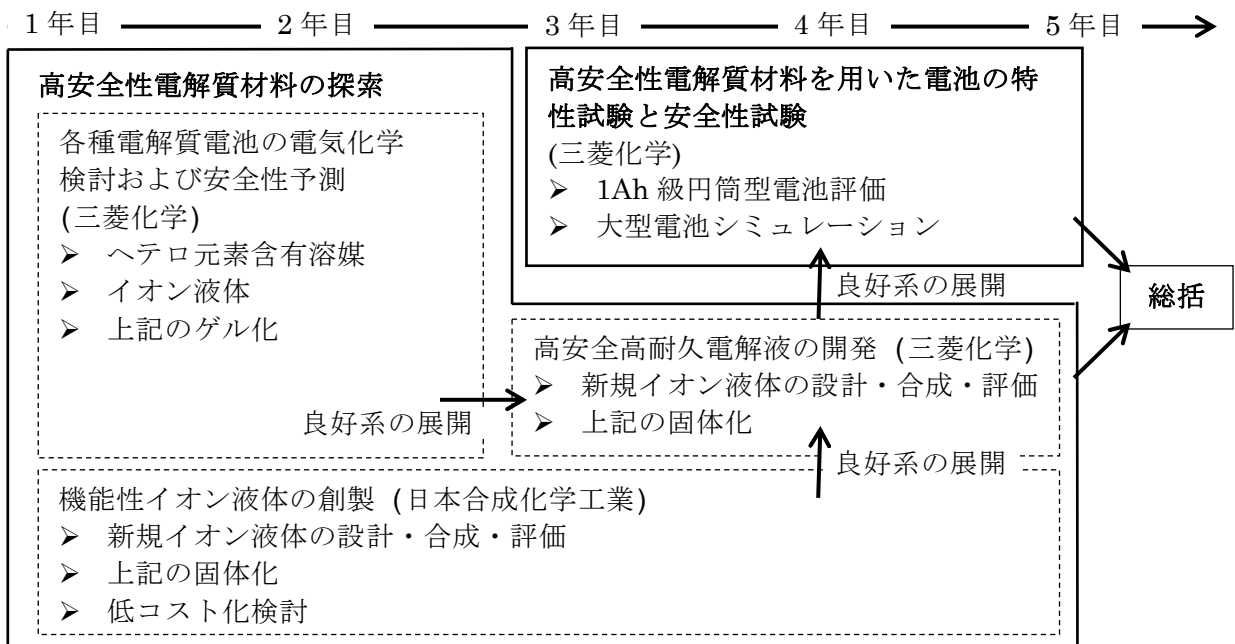 1 年目 2 年目 3 年目 4 年目 5 年目
高安全性電解質材料の探索
各種電解質電池の電気化学
検討および安全性予測
(三菱化学)
➢ ヘテロ元素含有溶媒
➢ イオン液体
➢ 上記のゲル化
良好系の展開
高安全性電解質材料を用いた電池の特
性試験と安全性試験
(三菱化学)
➢ 1Ah 級円筒型電池評価
➢ 大型電池シミュレーション
良好系の展開
総括
高安全高耐久電解液の開発 (三菱化学)
➢ 新規イオン液体の設計・合成・評価
➢ 上記の固体化
良好系の展開
機能性イオン液体の創製 (日本合成化学工業)
➢ 新規イオン液体の設計・合成・評価
➢ 上記の固体化
➢ 低コスト化検討